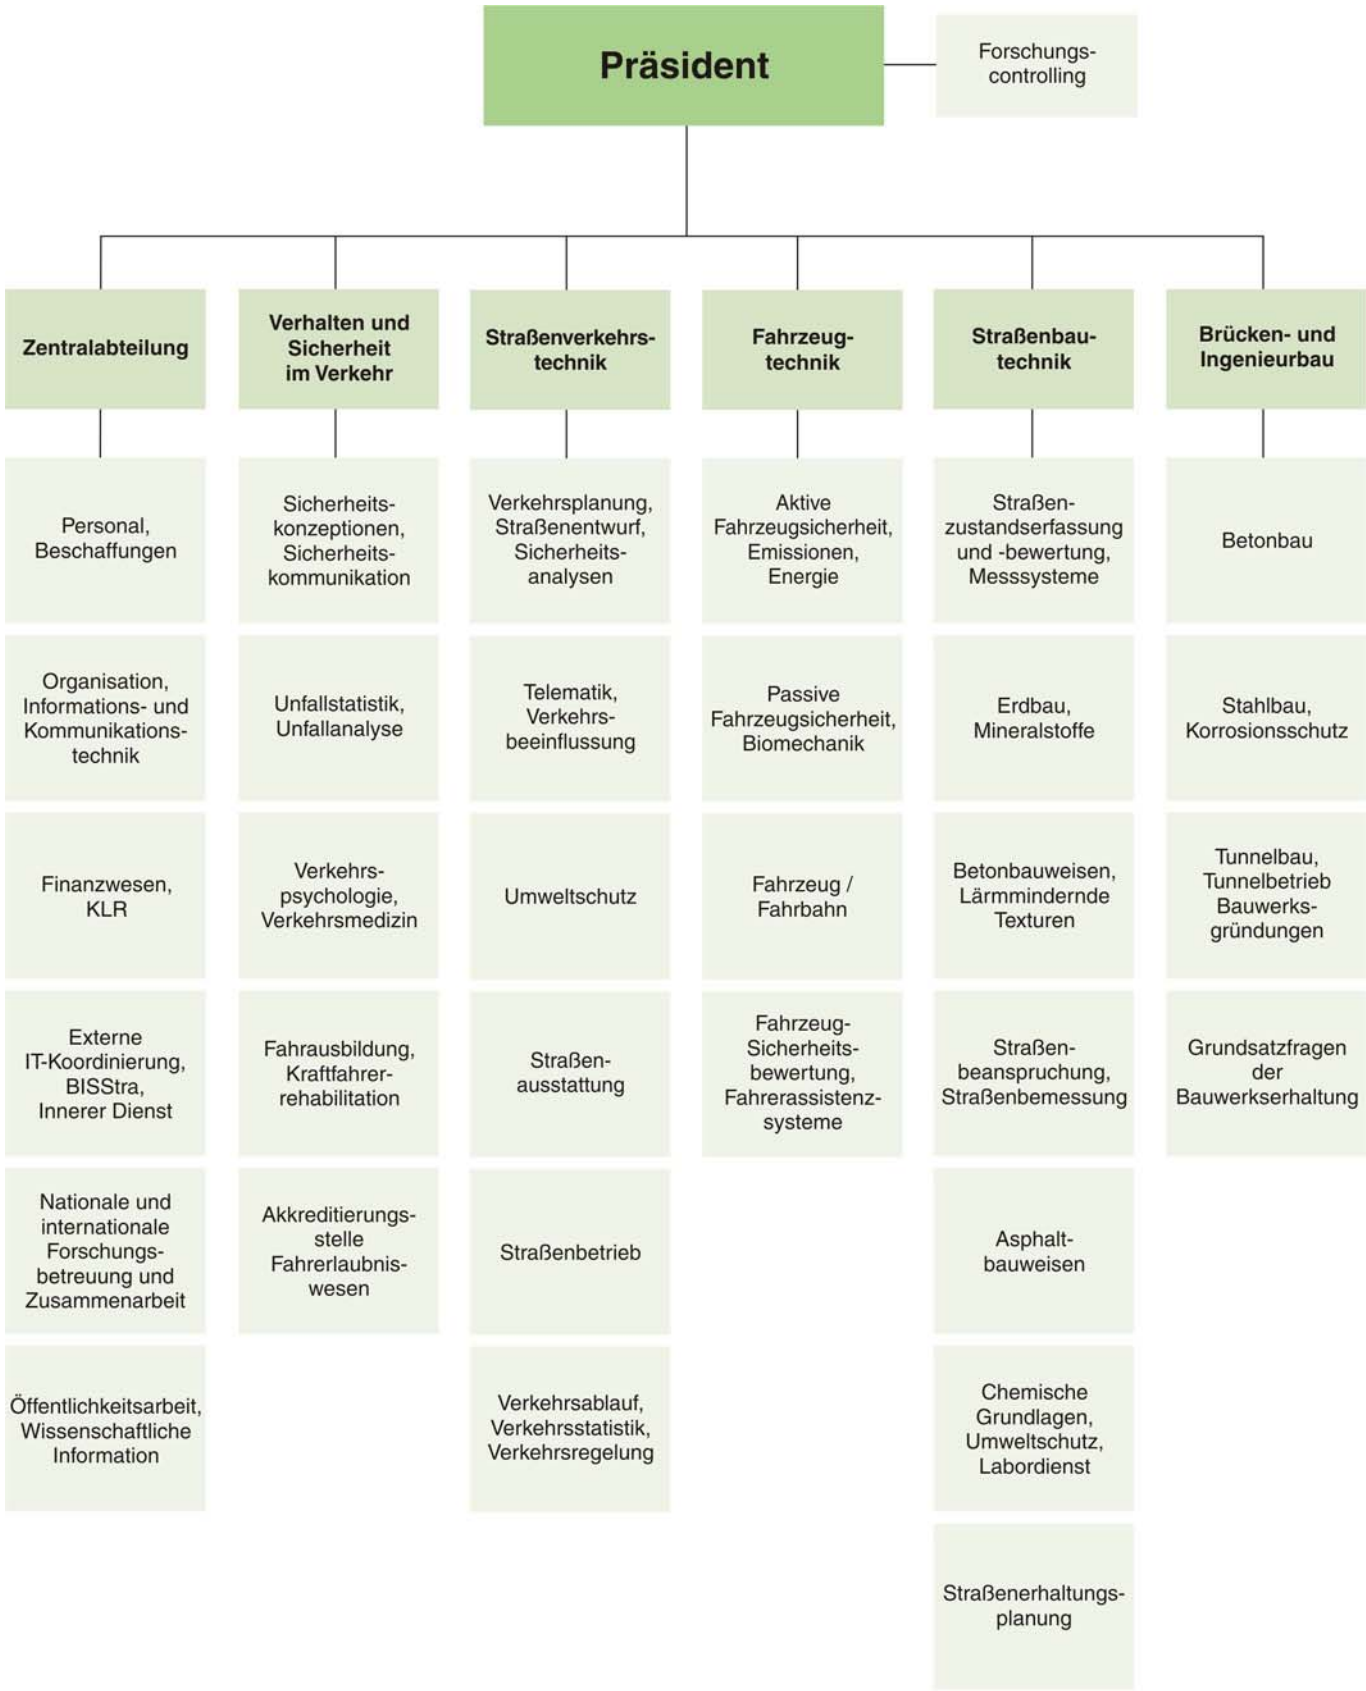 Präsident
Forschungs-
controlling
Zentralabteilung
Verhalten und
Sicherheit
im Verkehr
Straßenverkehrs-
technik
Fahrzeug-
technik
Straßenbau-
technik
Brücken- und
Ingenieurbau
Personal,
Beschaffungen
Organisation,
Informations- und
Kommunikations-
technik
Finanzwesen,
KLR
Externe
IT-Koordinierung,
BISStra,
Innerer Dienst
Nationale und
internationale
Forschungs-
betreuung und
Zusammenarbeit
Öffentlichkeitsarbeit,
Wissenschaftliche
Information
Sicherheits-
konzeptionen,
Sicherheits-
kommunikation
Unfallstatistik,
Unfallanalyse
Verkehrs-
psychologie,
Verkehrsmedizin
Fahrausbildung,
Kraftfahrer-
rehabilitation
Akkreditierungs-
stelle
Fahrerlaubnis-
wesen
Verkehrsplanung,
Straßenentwurf,
Sicherheits-
analysen
Telematik,
Verkehrs-
beeinflussung
Umweltschutz
Straßen-
ausstattung
Straßenbetrieb
Verkehrsablauf,
Verkehrsstatistik,
Verkehrsregelung
Aktive
Fahrzeugsicherheit,
Emissionen,
Energie
Passive
Fahrzeugsicherheit,
Biomechanik
Fahrzeug /
Fahrbahn
Fahrzeug-
Sicherheits-
bewertung,
Fahrerassistenz-
systeme
Straßen-
zustandserfassung
und -bewertung,
Messsysteme
Erdbau,
Mineralstoffe
Betonbauweisen,
Lärmmindernde
Texturen
Straßen-
beanspruchung,
Straßenbemessung
Asphalt-
bauweisen
Chemische
Grundlagen,
Umweltschutz,
Labordienst
Straßenerhaltungs-
planung
Betonbau
Stahlbau,
Korrosionsschutz
Tunnelbau,
Tunnelbetrieb
Bauwerks-
gründungen
Grundsatzfragen
der
Bauwerkserhaltung